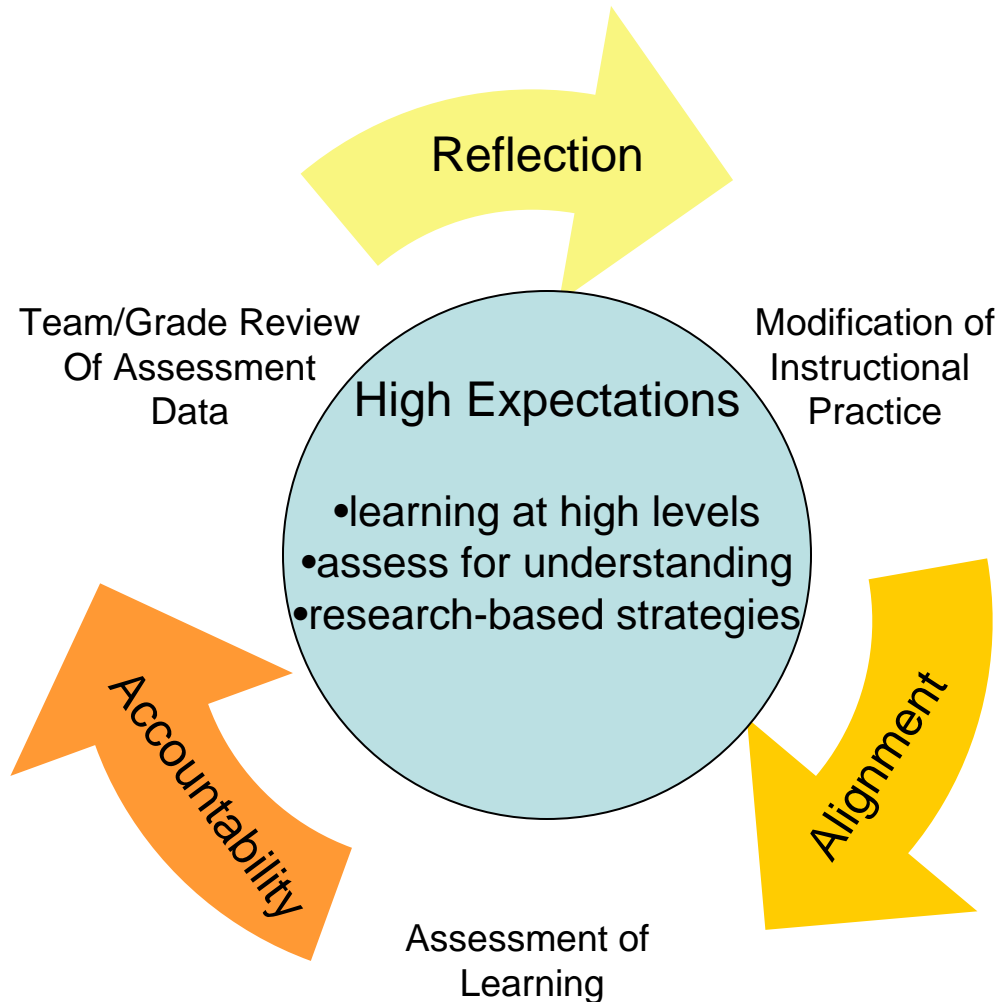 Reflection
Team/Grade Review
Of Assessment
Data
Modification of
Instructional
Practice
High Expectations
•learning at high levels
•assess for understanding
•research-based strategies
Accountability
Alignment
Assessment of
Learning